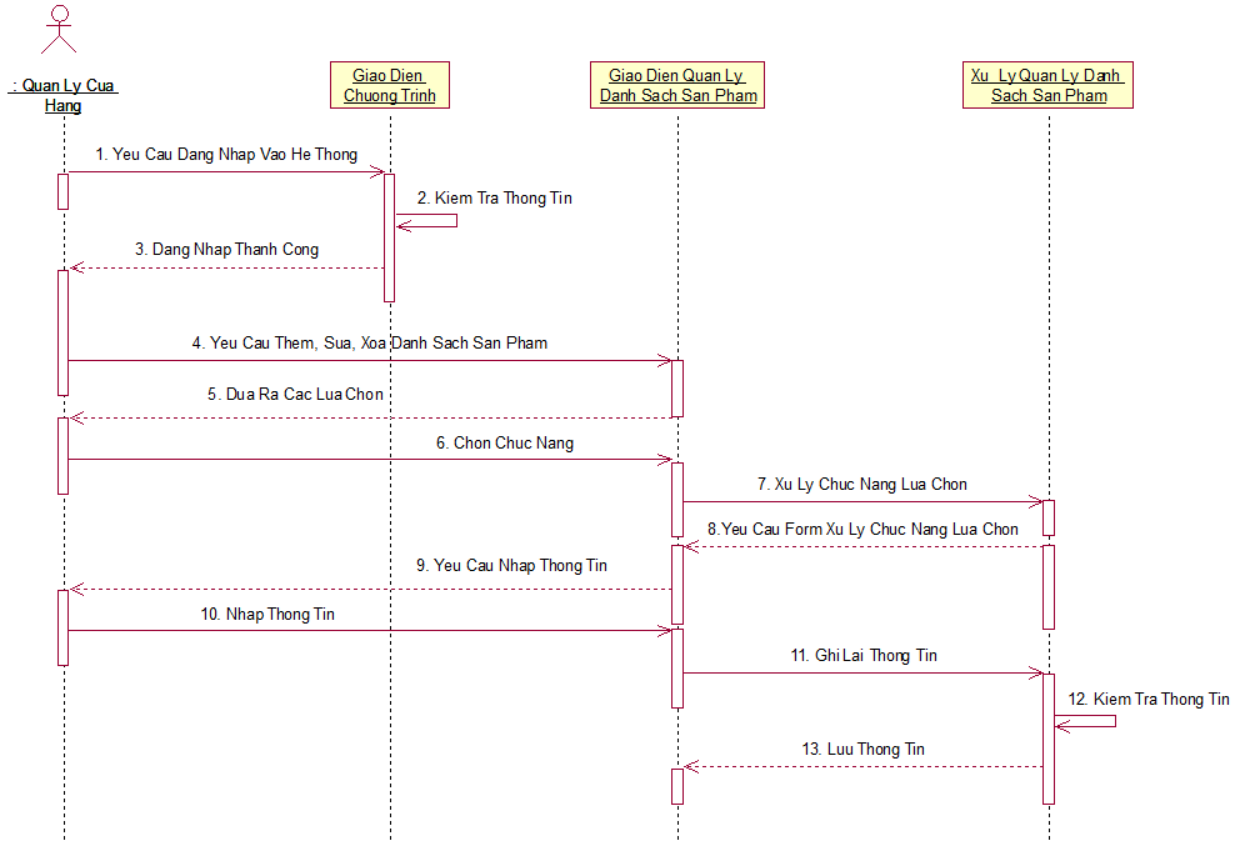 : Quan Ly Cua
Hang
Giao Dien
Chuong Trinh
Giao Dien Quan Ly
Danh Sach San Pham
Xu Ly Quan Ly Danh
Sach San Pham
1. Yeu Cau Dang Nhap Vao He Thong
2. Kiem Tra Thong Tin
3. Dang Nhap Thanh Cong
4. Yeu Cau Them, Sua, Xoa Danh Sach San Pham
5. Dua Ra Cac Lua Chon
6. Chon Chuc Nang
7. Xu Ly Chuc Nang Lua Chon
8.Yeu Cau Form Xu Ly Chuc Nang Lua Chon
9. Yeu Cau Nhap Thong Tin
10. Nhap Thong Tin
11. Ghi Lai Thong Tin
12. Kiem Tra Thong Tin
13. Luu Thong Tin